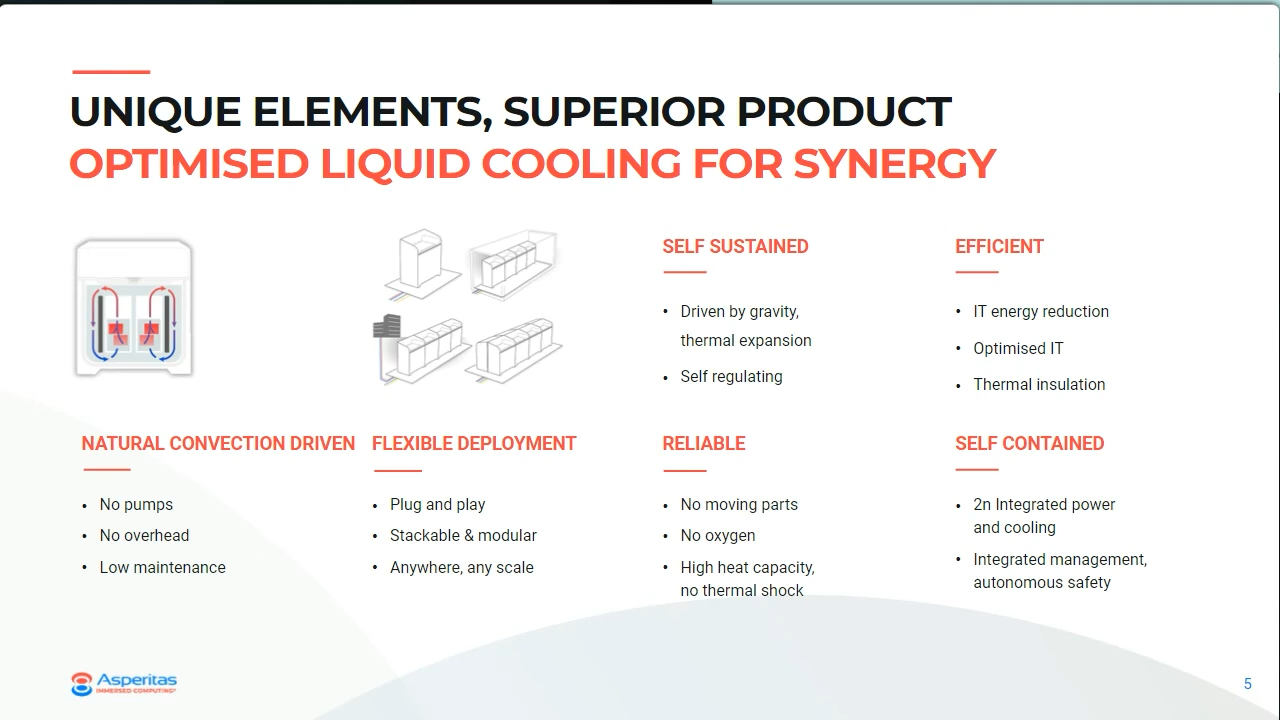 UNIQUE ELEMENTS, SUPERIOR PRODUCT
OPTIMISED LIQUID COOLING FOR SYNERGY
SELF SUSTAINED
• Driven by gravity,
thermal expansion
• Self regulating
EFFICIENT
• IT energy reduction
• Optimised IT
• Thermal insulation
NATURAL CONVECTION DRIVEN
• No pumps
• No overhead
• Low maintenance
FLEXIBLE DEPLOYMENT
• Plug and play
• Stackable & modular
• Anywhere, any scale
RELIABLE
• No moving parts
• No oxygen
• High heat capacity,
no thermal shock
SELF CONTAINED
• 2n Integrated power
and cooling
• Integrated management,
autonomous safety
Asperitas
IMMERSED COMPUTING®
5